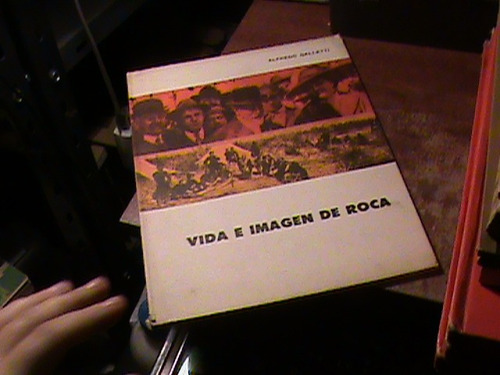 ALFREDO GALLETTI
VIDA E IMAGEN DE ROCA